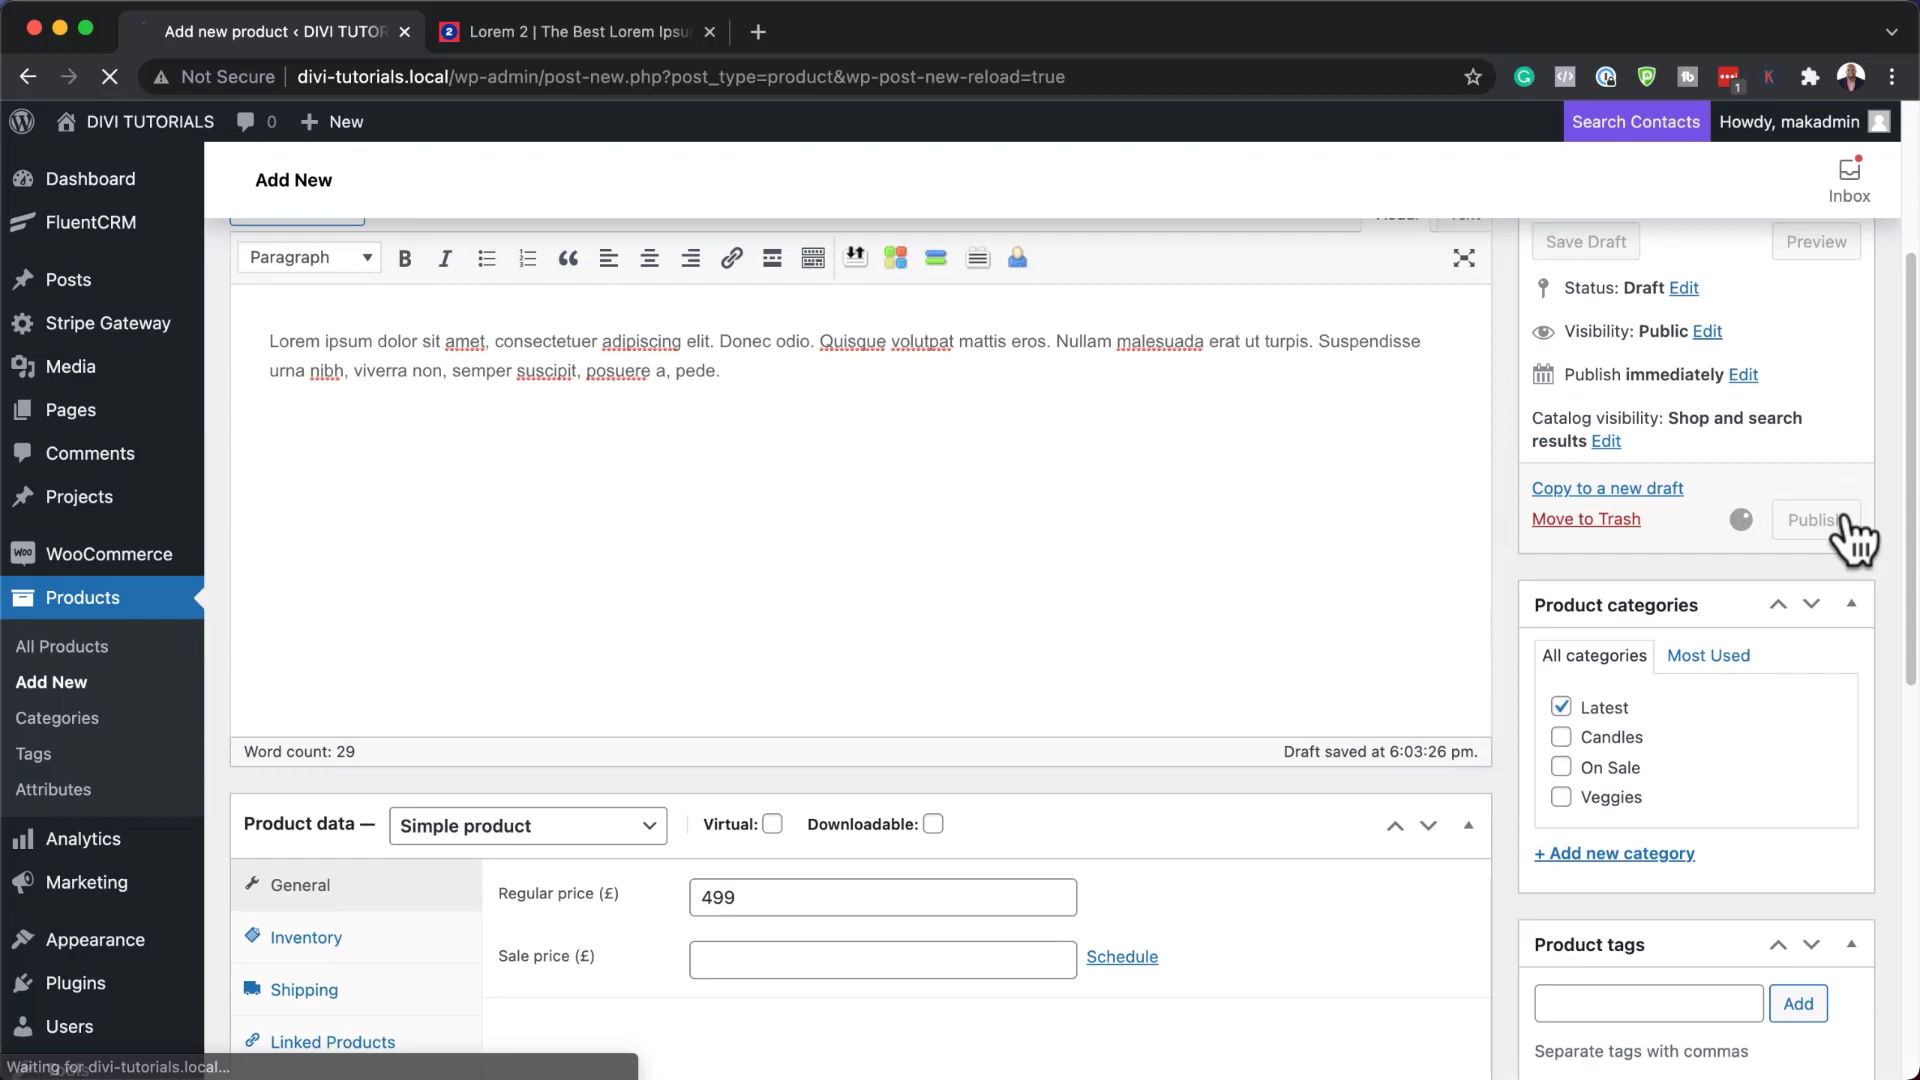 Add new product ‹ DIVI TUTOR
Lorem 2 | The Best Lorem Ipsu
Not Secure
divi-tutorials.local/wp-admin/post-new.php?post_type=product&wp-post-new-reload=true
1
DIVI TUTORIALS
0
New
Search Contacts
Howdy, makadmin
Dashboard
FluentCRM
Posts
Stripe Gateway
Media
Pages
Comments
Projects
WooCommerce
Products
All Products
Add New
Categories
Tags
Attributes
Analytics
Marketing
Appearance
Plugins
Users
Waiting for divi-tutorials.local...
Add New
Inbox
Paragraph
Lorem ipsum dolor sit amet, consectetuer adipiscing elit. Donec odio. Quisque volutpat mattis eros. Nullam malesuada erat ut turpis. Suspendisse
urna nibh, viverra non, semper suscipit, posuere a, pede.
Word count: 29
Draft saved at 6:03:26 pm.
Product data —
Simple product
Virtual:
Downloadable:
General
Inventory
Shipping
Linked Products
Regular price (£)
499
Sale price (£)
Schedule
Save Draft
Preview
Status: Draft Edit
Visibility: Public Edit
Publish immediately Edit
Catalog visibility: Shop and search
results Edit
Copy to a new draft
Move to Trash
Publish
Product categories
All categories
Most Used
Latest
Candles
On Sale
Veggies
+ Add new category
Product tags
Add
Separate tags with commas